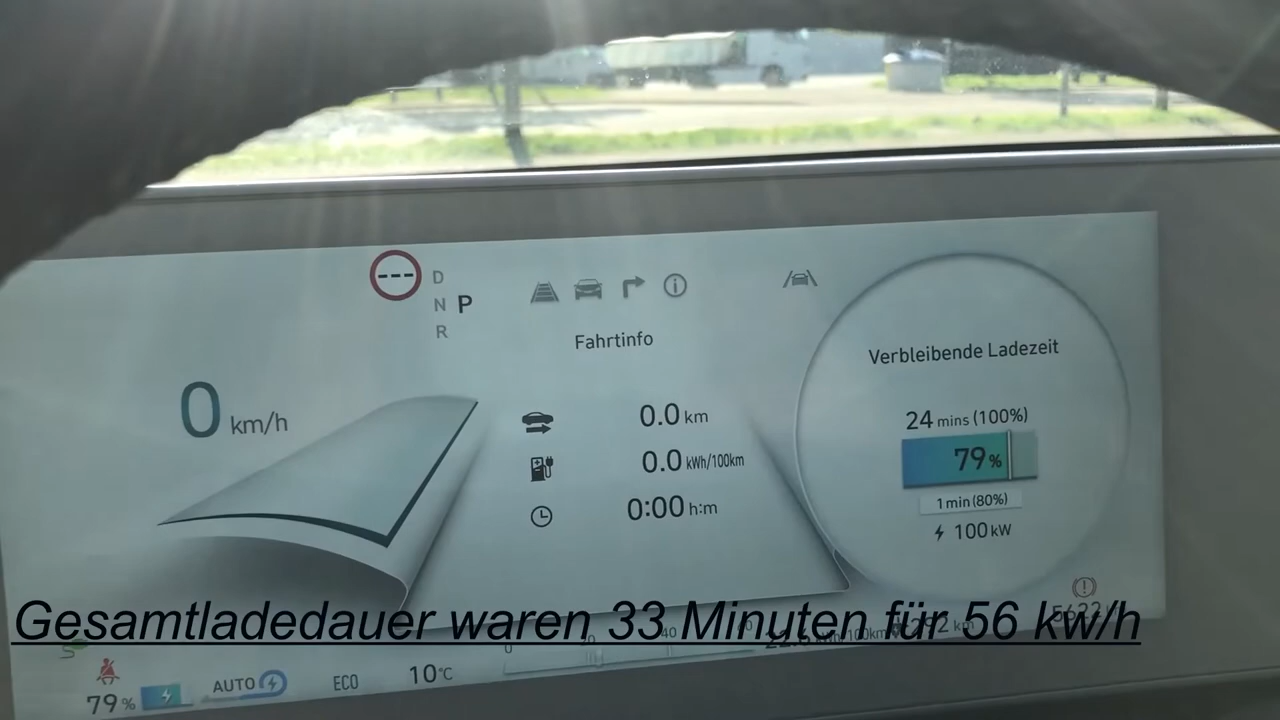 D
N P
R
Fahrtinfo
0 km/h
0.0 km
0.0 kWh/100km
0:00 h:m
Verbleibende Ladezeit
24 mins (100%)
79%
1 min (80%)
100 kW
Gesamtladedauer waren 33 Minuten für 56 kw/h
79%
AUTO
ECO
10°C